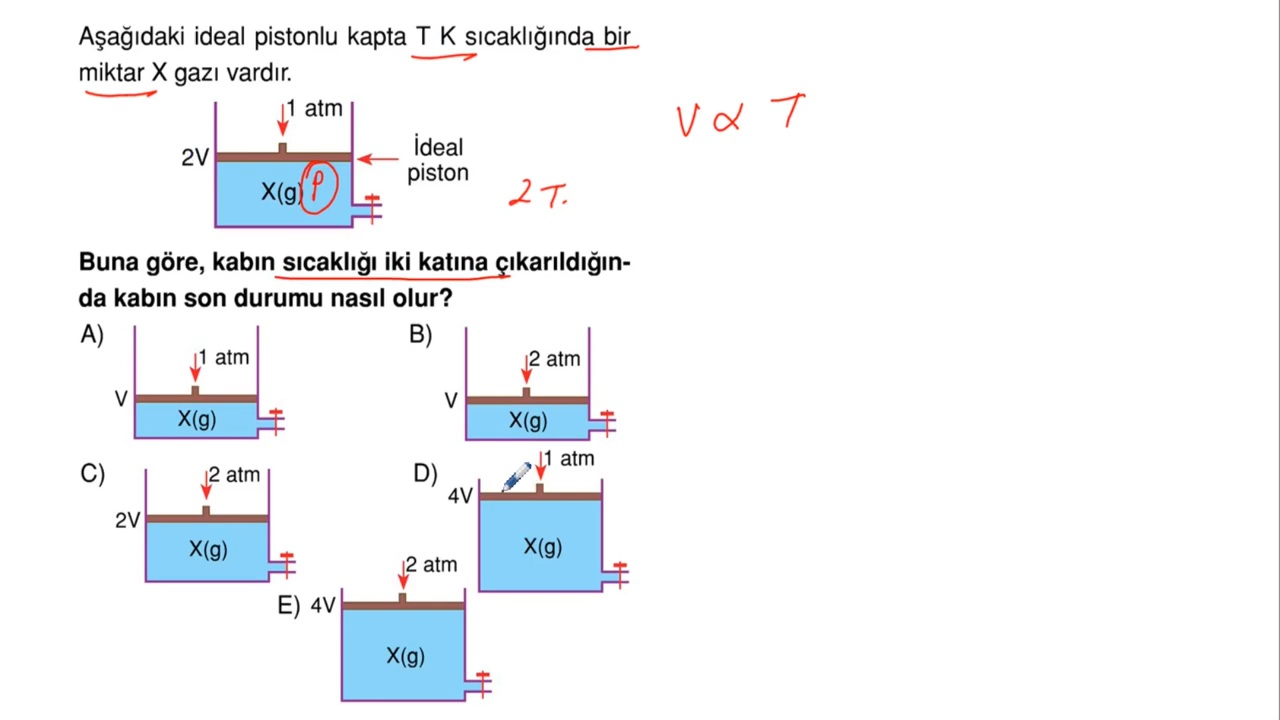 Aşağıdaki ideal pistonlu kapta T K sıcaklığında bir
miktar X gazı vardır.
1 atm
V ∝ T
2V
İdeal
piston
X(g)
P
2T.
Buna göre, kabın sıcaklığı iki katına çıkarıldığın-
da kabın son durumu nasıl olur?
A)
1 atm
V
X(g)
B)
2 atm
V
X(g)
C)
2 atm
2V
X(g)
D)
1 atm
4V
X(g)
E)
2 atm
4V
X(g)